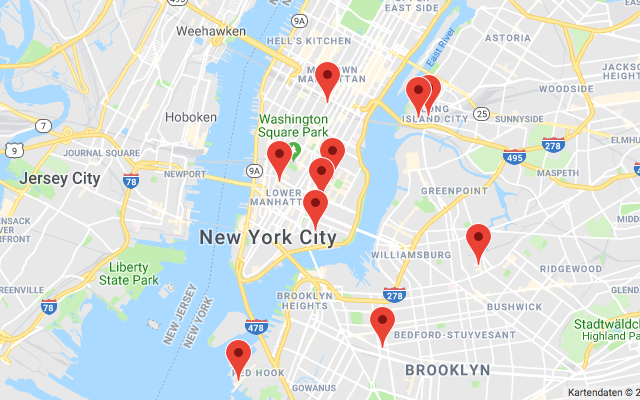 UPPER
EAST SIDE
Weehawken
HELL'S KITCHEN
East River
ASTORIA
MANHATTAN
JACKSON
HEIGHTS
WOODSIDE
Hoboken
7
Washington
Square Park
ISLAND CITY
25
SUNNYSIDE
ELMHU
278
9
JOURNAL SQUARE
9A
495
Jersey City
78
NEWPORT
9A
MASPETH
GREENPOINT
LOWER
MANHATTAN
New York City
WILLIAMSBURG
Liberty
State Park
RIDGEWOOD
GREENVILLE
78
NEW JERSEY
NEW YORK
BROOKLYN
HEIGHTS
278
BUSHWICK
478
BEDFORD-STUYVESANT
Stadtwäldch
Highland Pa
RED HOOK
GOWANUS
BROOKLYN
Kartendaten © 2